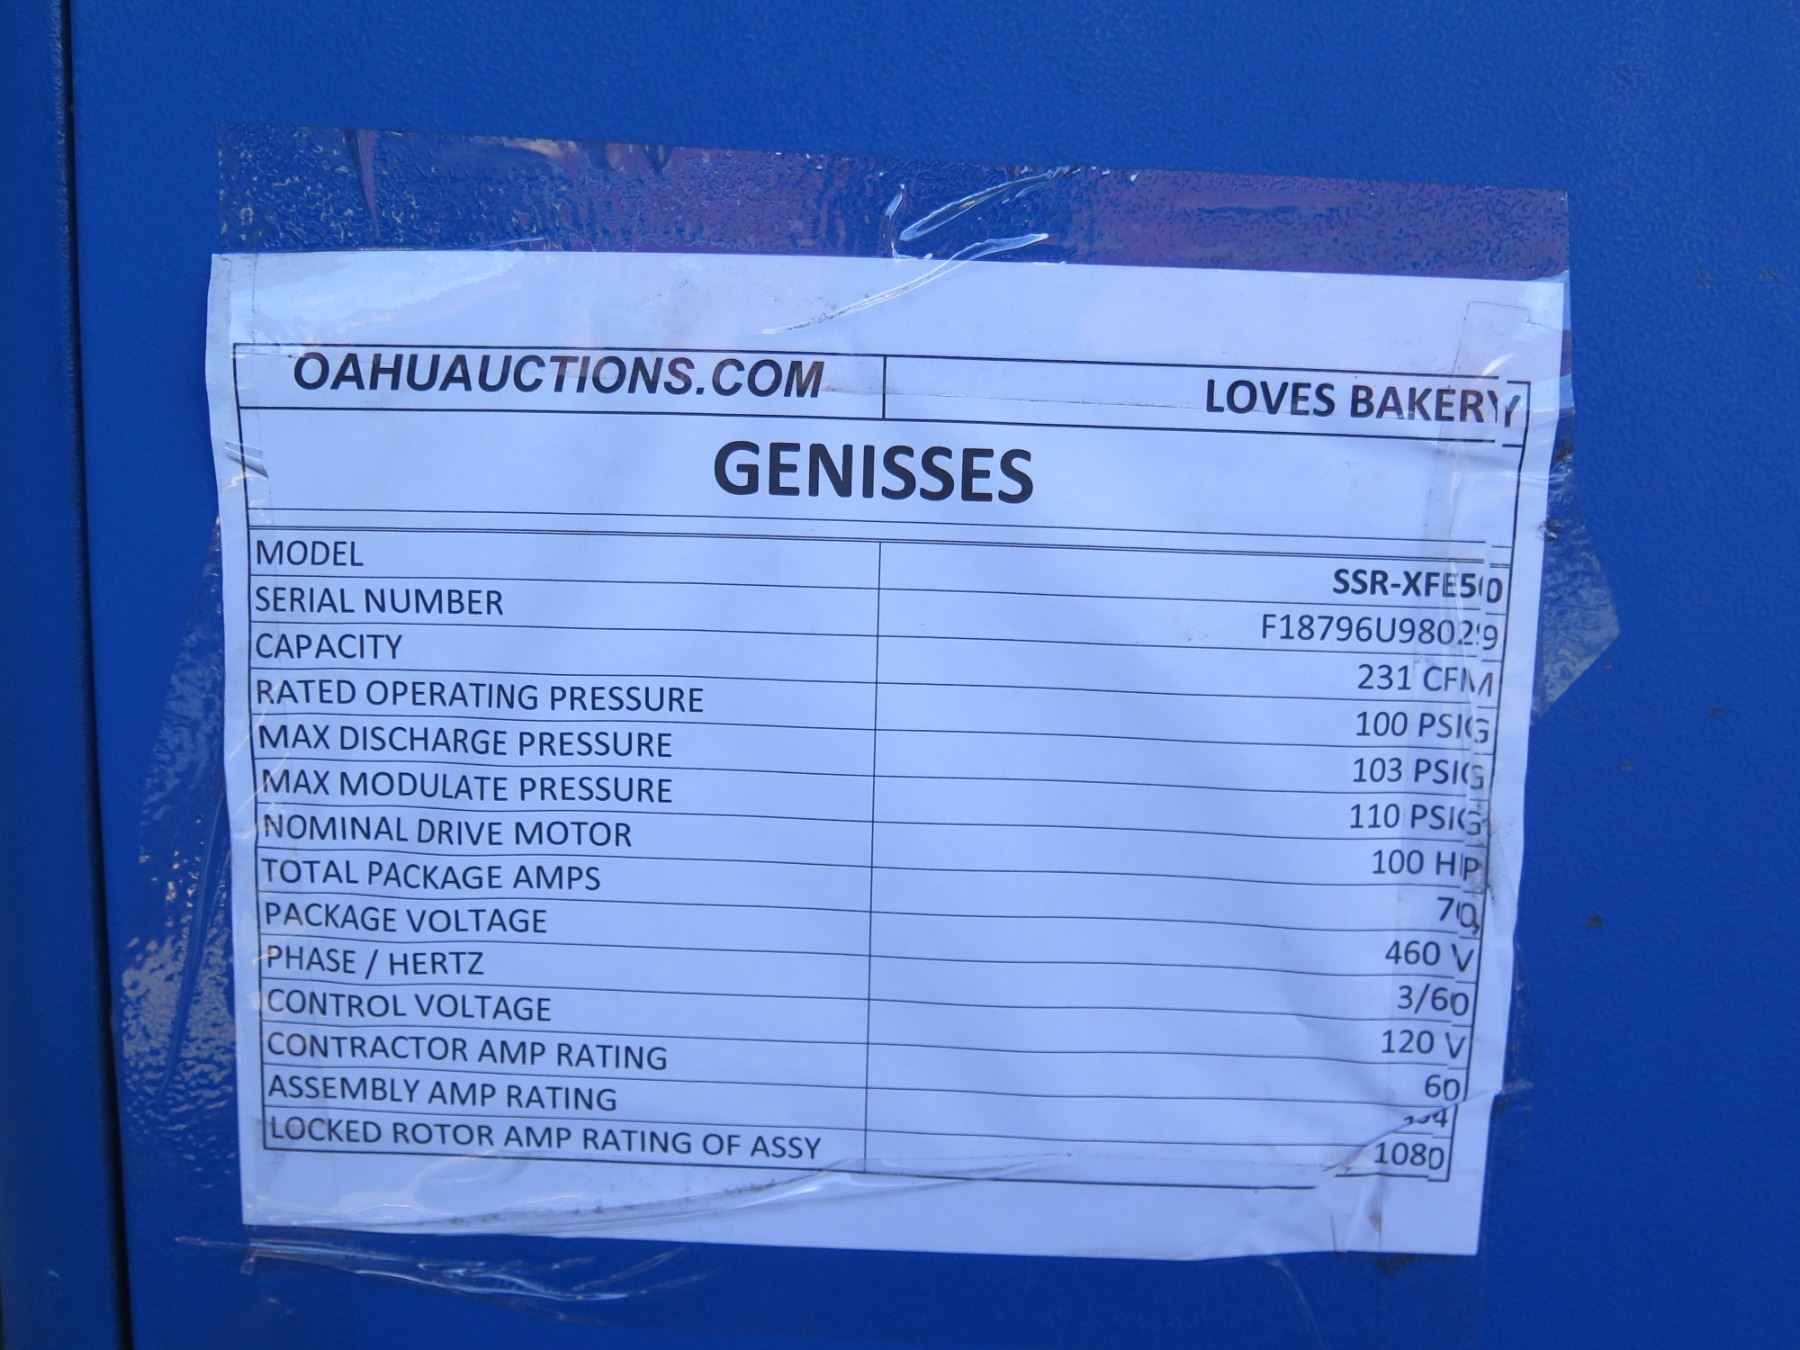 OAHUAUCTIONS.COM LOVES BAKERY
GENISSES
MODEL SSR-XFE50
SERIAL NUMBER F18796U98029
CAPACITY 231 CFM
RATED OPERATING PRESSURE 100 PSIG
MAX DISCHARGE PRESSURE 103 PSIG
MAX MODULATE PRESSURE 110 PSIG
NOMINAL DRIVE MOTOR 100 HP
TOTAL PACKAGE AMPS 70
PACKAGE VOLTAGE 460 V
PHASE / HERTZ 3/60
CONTROL VOLTAGE 120 V
CONTRACTOR AMP RATING 60
ASSEMBLY AMP RATING
LOCKED ROTOR AMP RATING OF ASSY 1080